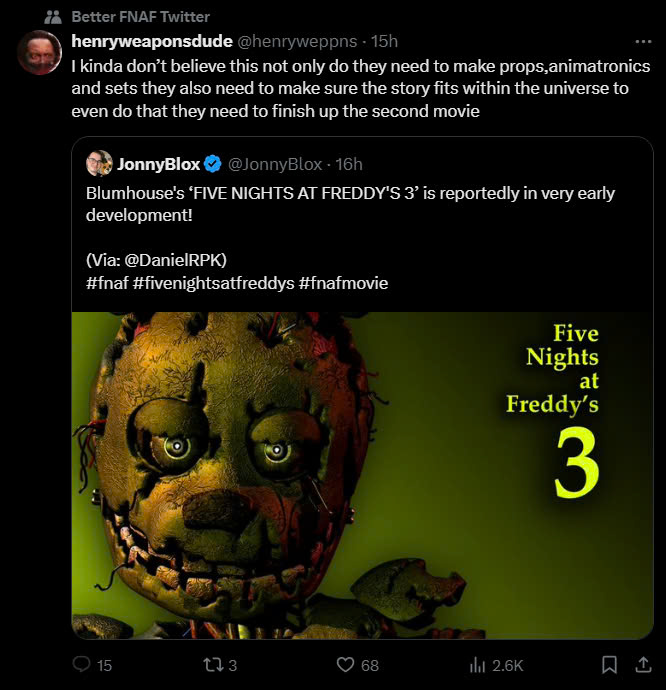 Better FNAF Twitter
henryweaponsdude @henryweppns · 15h
I kinda don’t believe this not only do they need to make props,animatronics
and sets they also need to make sure the story fits within the universe to
even do that they need to finish up the second movie
JonnyBlox @JonnyBlox · 16h
Blumhouse's ‘FIVE NIGHTS AT FREDDY'S 3’ is reportedly in very early
development!
(Via: @DanielRPK)
#fnaf #fivenightsatfreddys #fnafmovie
Five
Nights
at
Freddy’s
3
15 3 68 2.6K